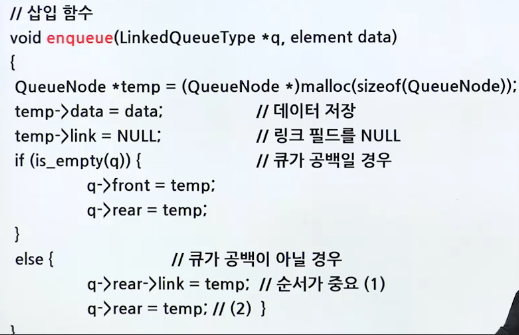 // 삽입 함수
void enqueue(LinkedQueueType *q, element data)
{
QueueNode *temp = (QueueNode *)malloc(sizeof(QueueNode));
temp->data = data; // 데이터 저장
temp->link = NULL; // 링크 필드를 NULL
if (is_empty(q)) { // 큐가 공백일 경우
q->front = temp;
q->rear = temp;
}
else { // 큐가 공백이 아닐 경우
q->rear->link = temp; // 순서가 중요 (1)
q->rear = temp; // (2) }
}